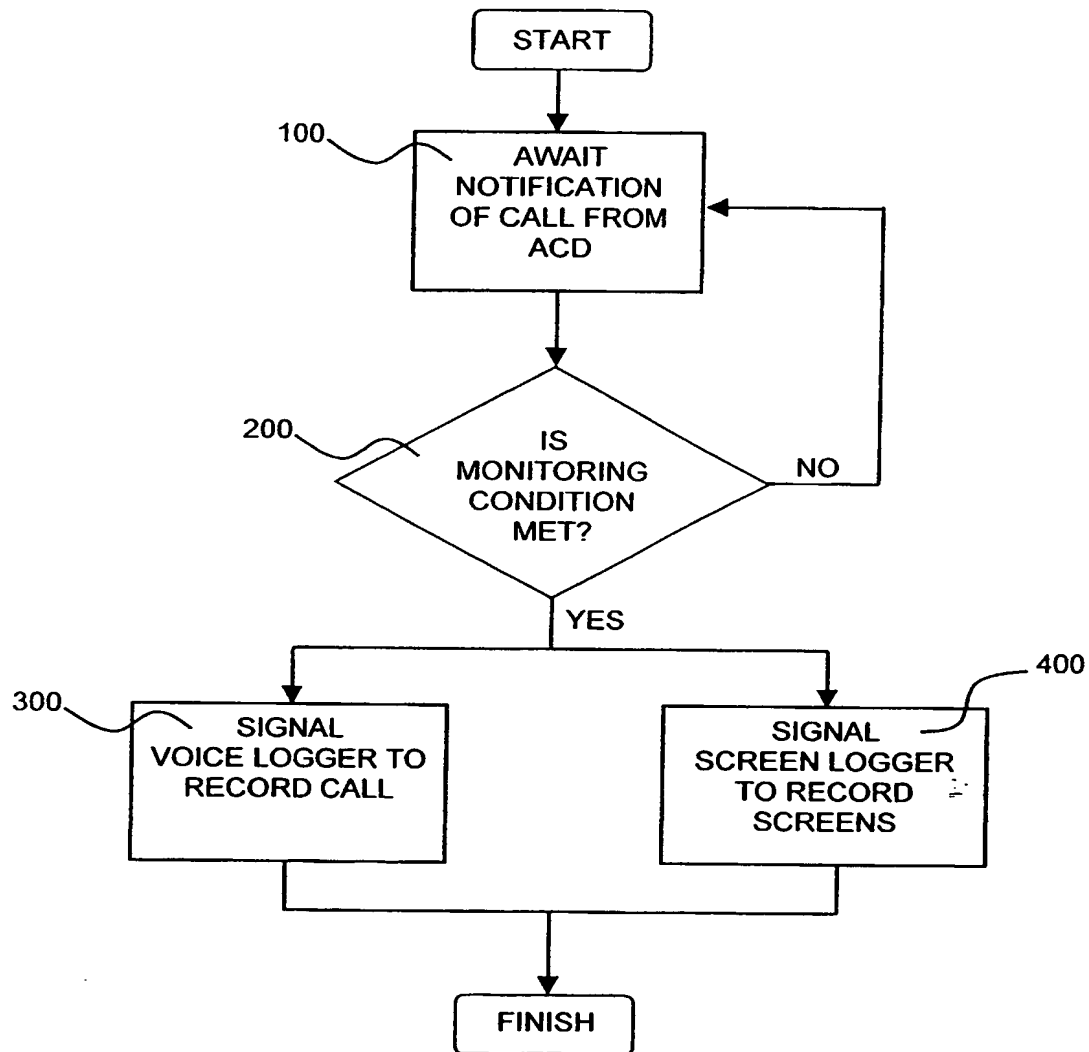 START
100
AWAIT
NOTIFICATION
OF CALL FROM
ACD
200
IS
MONITORING
CONDITION
MET?
NO
YES
300
SIGNAL
VOICE LOGGER TO
RECORD CALL
400
SIGNAL
SCREEN LOGGER
TO RECORD
SCREENS
FINISH